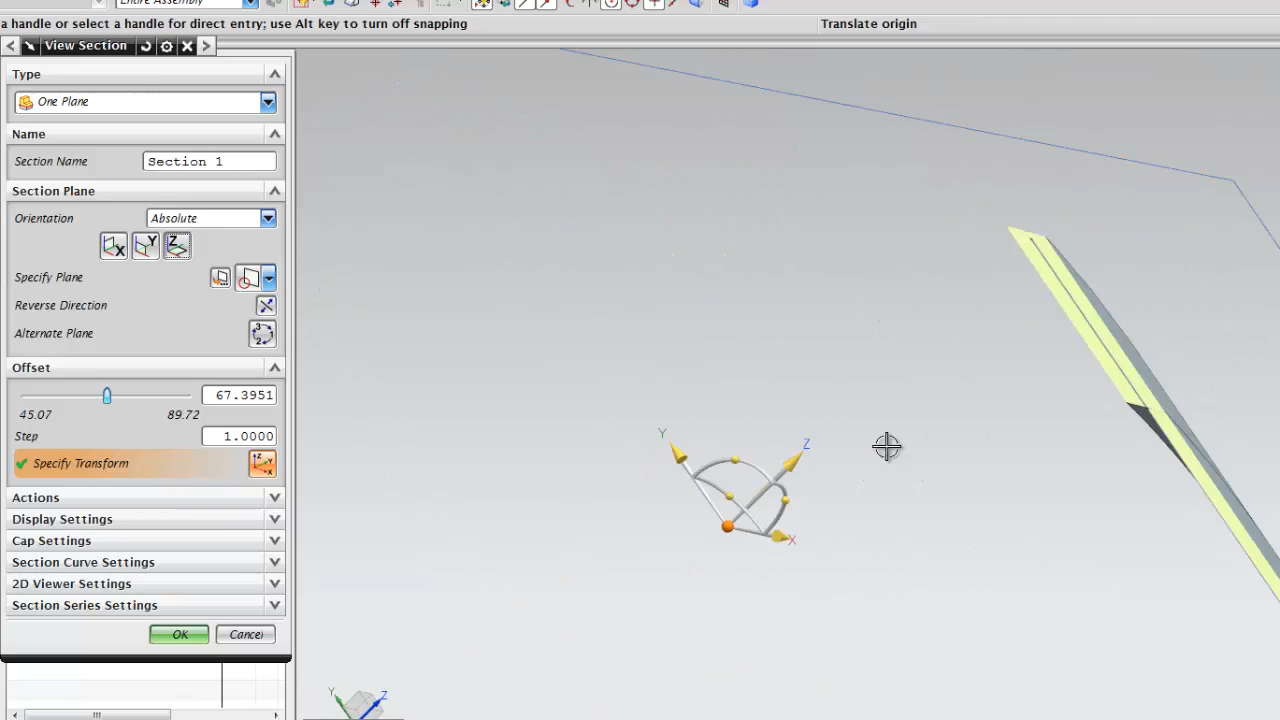 Entire Assembly
a handle or select a handle for direct entry; use Alt key to turn off snapping
Translate origin
View Section
Type
One Plane
Name
Section Name
Section 1
Section Plane
Orientation
Absolute
X
Y
Z
Specify Plane
Reverse Direction
Alternate Plane
Offset
67.3951
45.07
89.72
Step
1.0000
Specify Transform
Actions
Display Settings
Cap Settings
Section Curve Settings
2D Viewer Settings
Section Series Settings
OK
Cancel
Y
Z
X
Y
Z